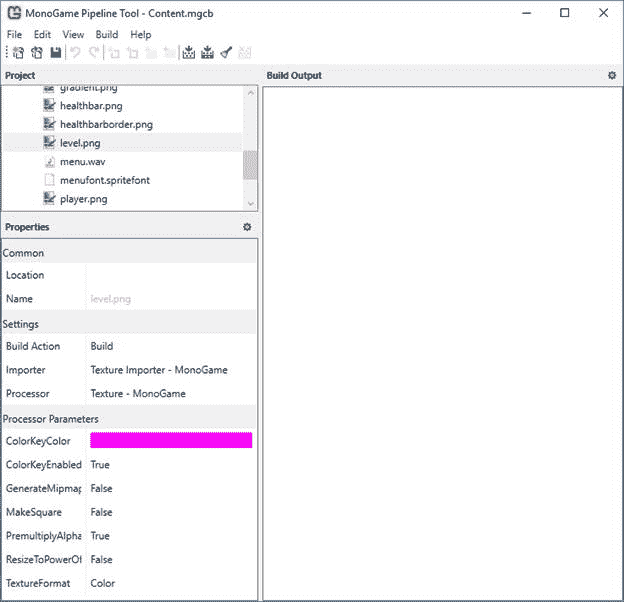 MonoGame Pipeline Tool - Content.mgcb
File Edit View Build Help
Project
gradient.png
healthbar.png
healthbarborder.png
level.png
menu.wav
menufont.spritefont
player.png
Properties
Common
Location
Name level.png
Settings
Build Action Build
Importer Texture Importer - MonoGame
Processor Texture - MonoGame
Processor Parameters
ColorKeyColor
ColorKeyEnabled True
GenerateMipmap False
MakeSquare False
PremultiplyAlpha True
ResizeToPowerOf False
TextureFormat Color
Build Output